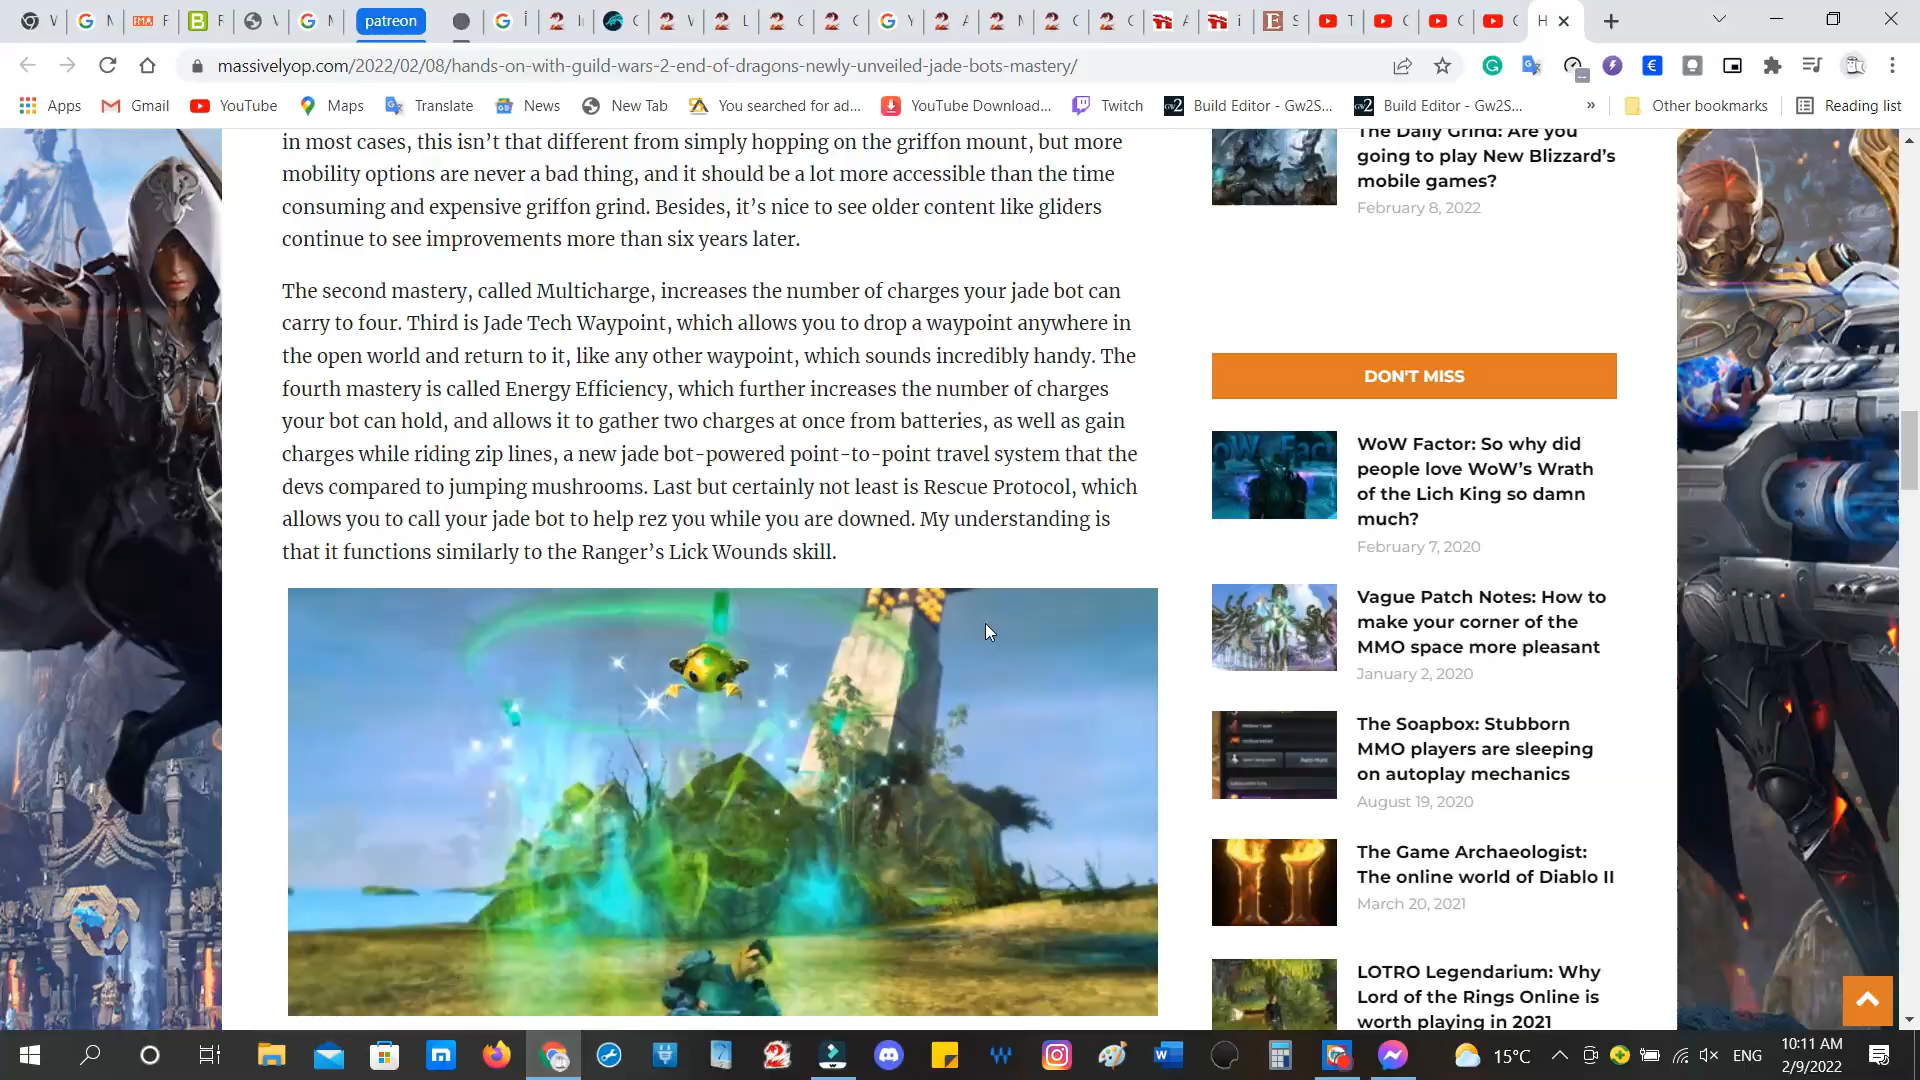 patreon
massivelyop.com/2022/02/08/hands-on-with-guild-wars-2-end-of-dragons-newly-unveiled-jade-bots-mastery/
Apps Gmail YouTube Maps Translate News New Tab You searched for ad... YouTube Download... Twitch Build Editor - Gw2S... Build Editor - Gw2S... » Other bookmarks Reading list
in most cases, this isn’t that different from simply hopping on the griffon mount, but more
mobility options are never a bad thing, and it should be a lot more accessible than the time
consuming and expensive griffon grind. Besides, it’s nice to see older content like gliders
continue to see improvements more than six years later.
The second mastery, called Multicharge, increases the number of charges your jade bot can
carry to four. Third is Jade Tech Waypoint, which allows you to drop a waypoint anywhere in
the open world and return to it, like any other waypoint, which sounds incredibly handy. The
fourth mastery is called Energy Efficiency, which further increases the number of charges
your bot can hold, and allows it to gather two charges at once from batteries, as well as gain
charges while riding zip lines, a new jade bot-powered point-to-point travel system that the
devs compared to jumping mushrooms. Last but certainly not least is Rescue Protocol, which
allows you to call your jade bot to help rez you while you are downed. My understanding is
that it functions similarly to the Ranger’s Lick Wounds skill.
The Daily Grind: Are you
going to play New Blizzard’s
mobile games?
February 8, 2022
DON'T MISS
WoW Factor: So why did
people love WoW’s Wrath
of the Lich King so damn
much?
February 7, 2020
Vague Patch Notes: How to
make your corner of the
MMO space more pleasant
January 2, 2020
The Soapbox: Stubborn
MMO players are sleeping
on autoplay mechanics
August 19, 2020
The Game Archaeologist:
The online world of Diablo II
March 20, 2021
LOTRO Legendarium: Why
Lord of the Rings Online is
worth playing in 2021
15°C ENG 10:11 AM
2/9/2022